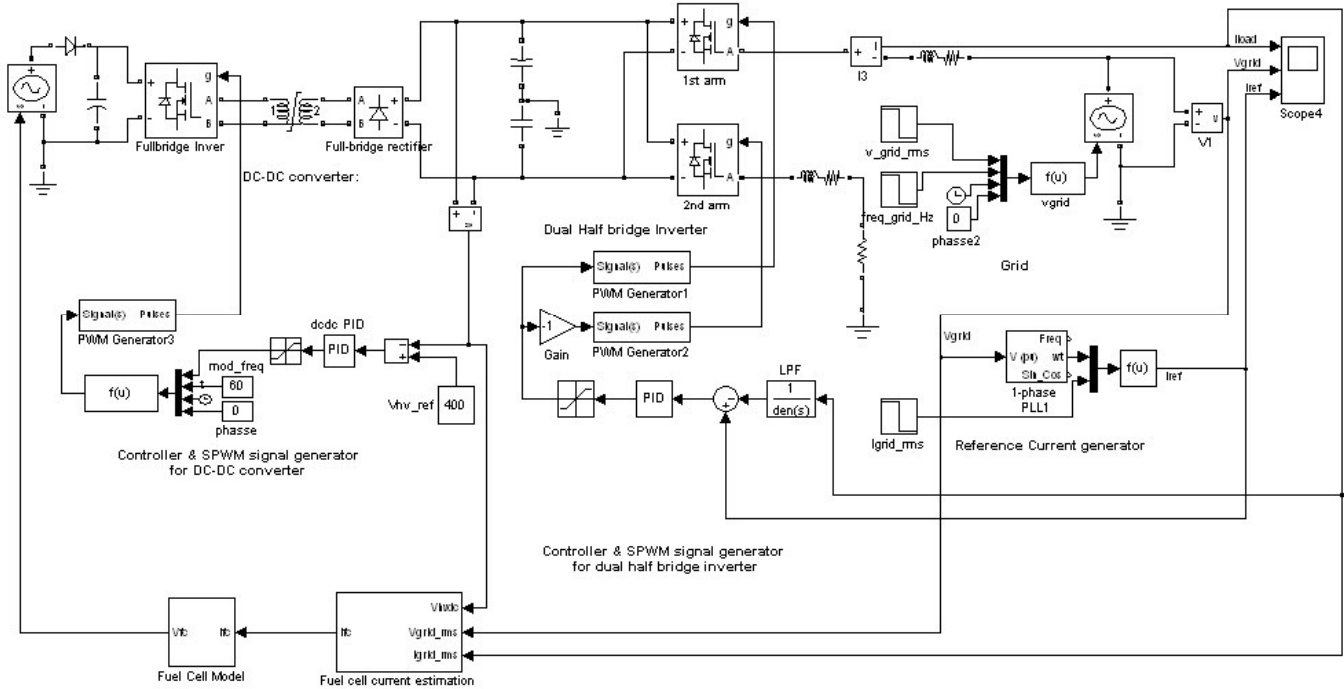 g
A
B
Fullbridge Inver
1
2
A
B
Full-bridge rectifier
DC-DC converter:
g
A
1st arm
g
A
2nd arm
Dual Half bridge Inverter
I3
Iload
Vgrid
Iref
Scope4
V1
v_grid_rms
freq_grid_Hz
0
phasse2
f(u)
vgrid
Grid
Signal(s) Pulses
PWM Generator1
-1
Gain
Signal(s) Pulses
PWM Generator2
Signal(s) Pulses
PWM Generator3
dcdc PID
PID
mod_freq
60
0
phasse
f(u)
Vhv_ref
400
Controller & SPWM signal generator
for DC-DC converter
PID
LPF
1
den(s)
Controller & SPWM signal generator
for dual half bridge inverter
Vgrid
Freq
V (pu) wt
Sin_Cos
1-phase
PLL1
f(u)
Iref
Igrid_rms
Reference Current generator
Vfc Ifc
Fuel Cell Model
Ifc
Vhvdc
Vgrid_rms
Igrid_rms
Fuel cell current estimation